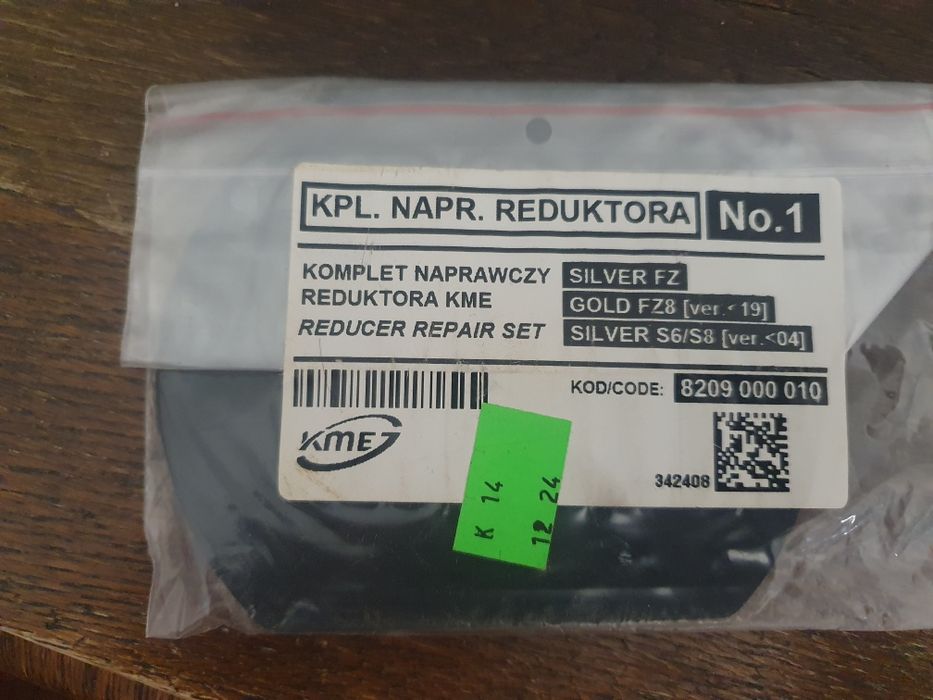 KPL. NAPR. REDUKTORA No.1
KOMPLET NAPRAWCZY SILVER FZ
REDUKTORA KME GOLD FZ8 [ver.<19]
REDUCER REPAIR SET SILVER S6/S8 [ver.<04]
KOD/CODE: 8209 000 010
KME
342408
K 14
12 24